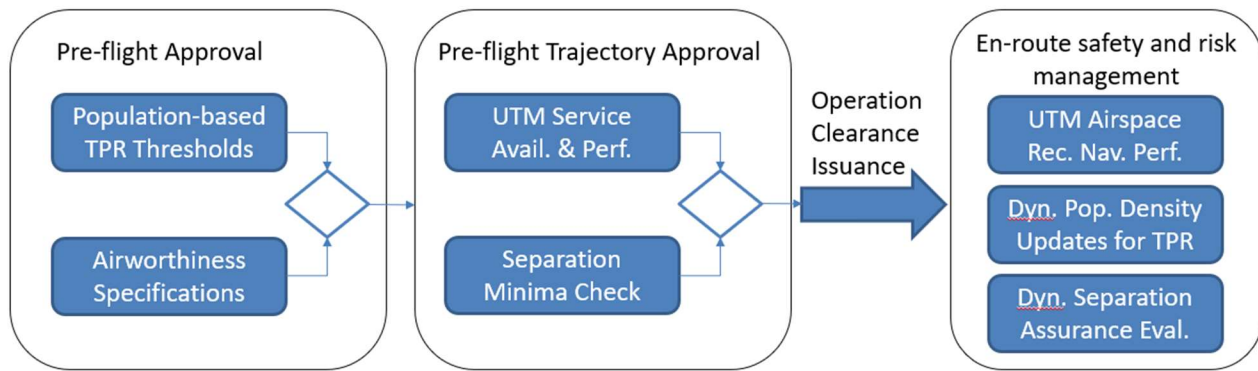 Pre-flight Approval
Population-based
TPR Thresholds
Airworthiness
Specifications
Pre-flight Trajectory Approval
UTM Service
Avail. & Perf.
Separation
Minima Check
Operation
Clearance
Issuance
En-route safety and risk
management
UTM Airspace
Rec. Nav. Perf.
Dyn. Pop. Density
Updates for TPR
Dyn. Separation
Assurance Eval.